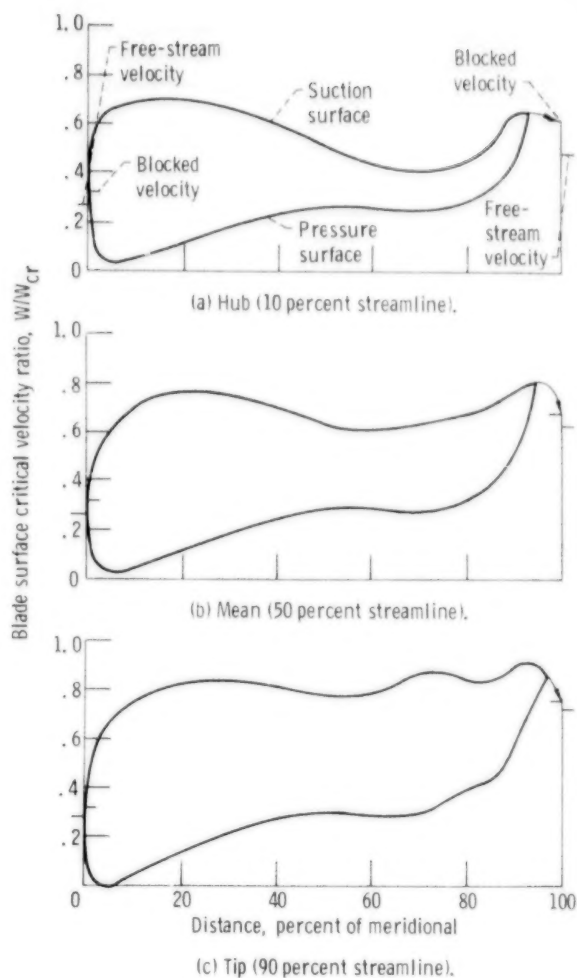 1.0
.8
.6
.4
.2
0
Free-stream
velocity
Blocked
velocity
Suction
surface
Blocked
velocity
Pressure
surface
Free-
stream
velocity
(a) Hub (10 percent streamline).
Blade surface critical velocity ratio, W/Wcr
1.0
.8
.6
.4
.2
0
(b) Mean (50 percent streamline).
1.0
.8
.6
.4
.2
0
20
40
60
80
100
Distance, percent of meridional
(c) Tip (90 percent streamline).